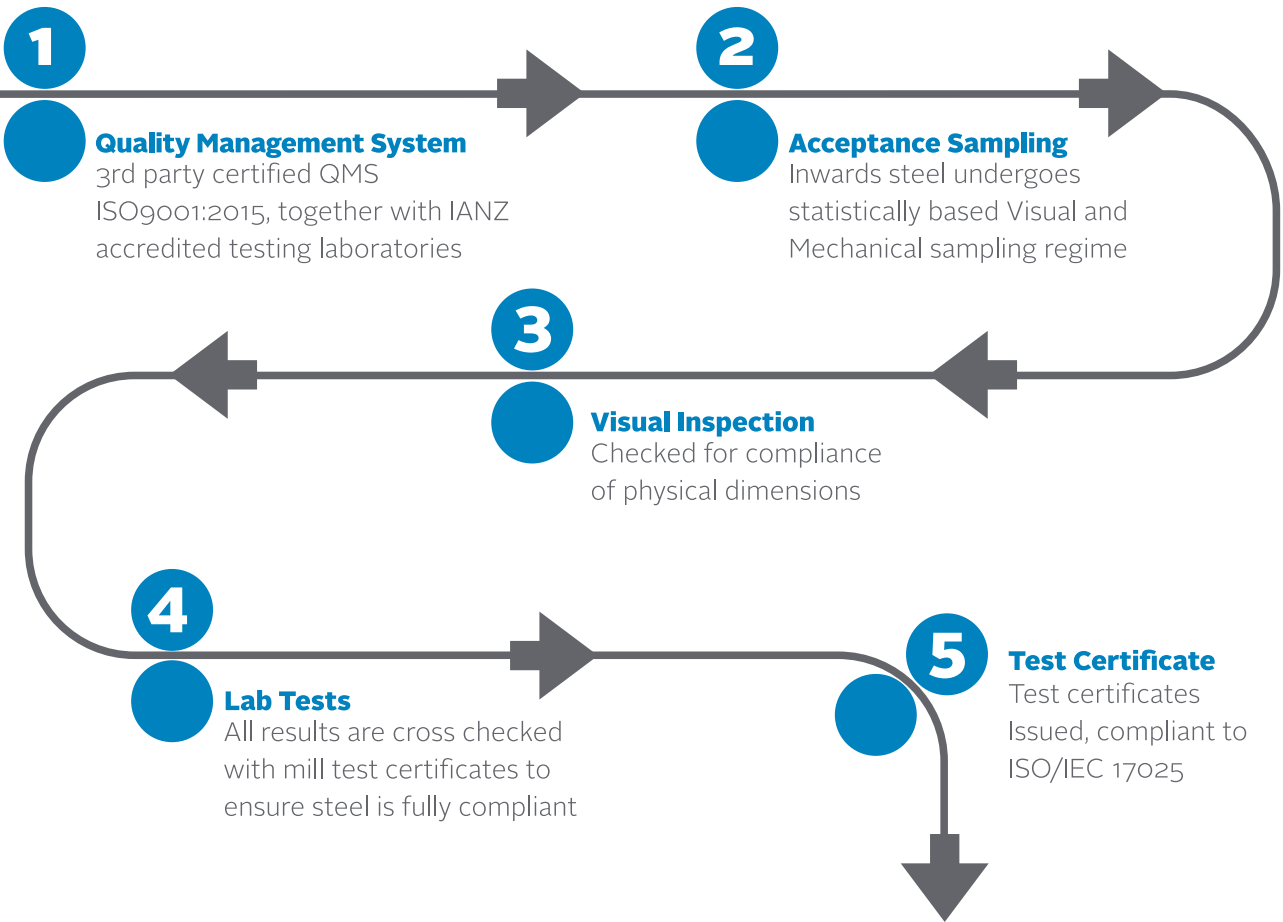 1
Quality Management System
3rd party certified QMS
ISO9001:2015, together with IANZ
accredited testing laboratories
2
Acceptance Sampling
Inwards steel undergoes
statistically based Visual and
Mechanical sampling regime
3
Visual Inspection
Checked for compliance
of physical dimensions
4
Lab Tests
All results are cross checked
with mill test certificates to
ensure steel is fully compliant
5
Test Certificate
Test certificates
Issued, compliant to
ISO/IEC 17025